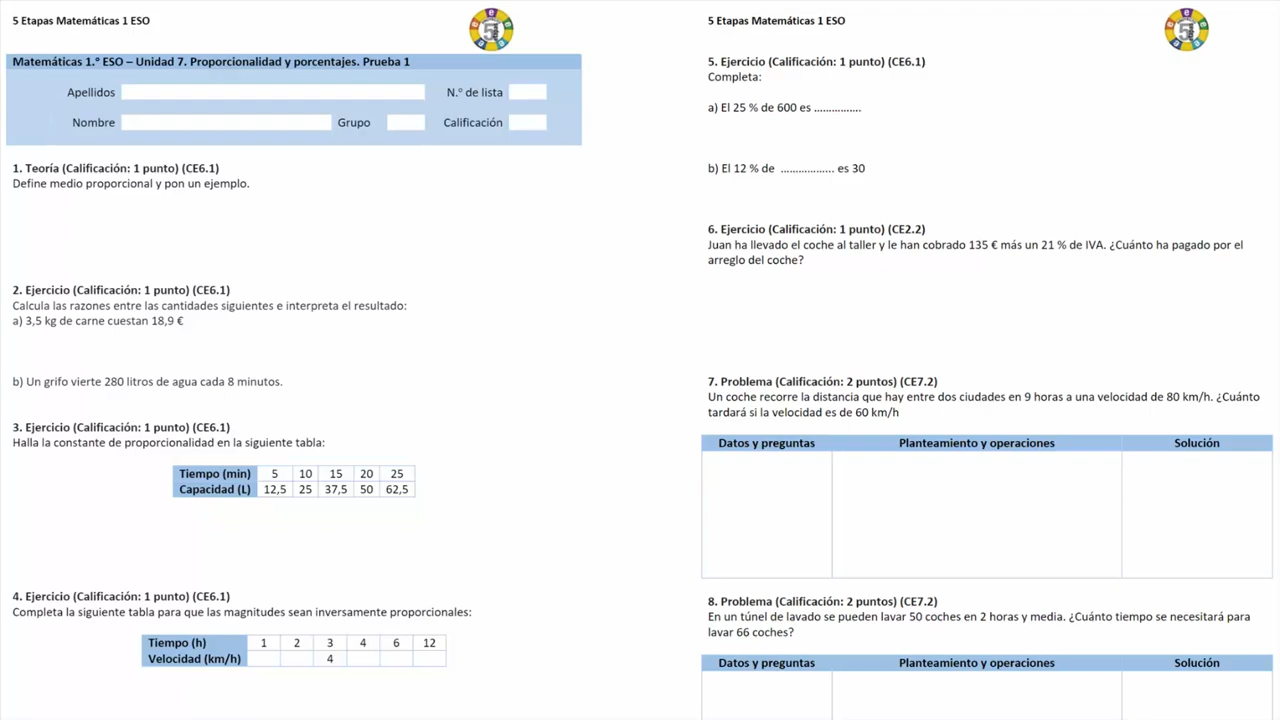 5 Etapas Matemáticas 1 ESO
Matemáticas 1.º ESO – Unidad 7. Proporcionalidad y porcentajes. Prueba 1
Apellidos N.º de lista
Nombre Grupo Calificación
1. Teoría (Calificación: 1 punto) (CE6.1)
Define medio proporcional y pon un ejemplo.
2. Ejercicio (Calificación: 1 punto) (CE6.1)
Calcula las razones entre las cantidades siguientes e interpreta el resultado:
a) 3,5 kg de carne cuestan 18,9 €
b) Un grifo vierte 280 litros de agua cada 8 minutos.
3. Ejercicio (Calificación: 1 punto) (CE6.1)
Halla la constante de proporcionalidad en la siguiente tabla:
Tiempo (min) 5 10 15 20 25
Capacidad (L) 12,5 25 37,5 50 62,5
4. Ejercicio (Calificación: 1 punto) (CE6.1)
Completa la siguiente tabla para que las magnitudes sean inversamente proporcionales:
Tiempo (h) 1 2 3 4 6 12
Velocidad (km/h) 4
5 Etapas Matemáticas 1 ESO
5. Ejercicio (Calificación: 1 punto) (CE6.1)
Completa:
a) El 25 % de 600 es ...............
b) El 12 % de ................. es 30
6. Ejercicio (Calificación: 1 punto) (CE2.2)
Juan ha llevado el coche al taller y le han cobrado 135 € más un 21 % de IVA. ¿Cuánto ha pagado por el
arreglo del coche?
7. Problema (Calificación: 2 puntos) (CE7.2)
Un coche recorre la distancia que hay entre dos ciudades en 9 horas a una velocidad de 80 km/h. ¿Cuánto
tardará si la velocidad es de 60 km/h
Datos y preguntas Planteamiento y operaciones Solución
8. Problema (Calificación: 2 puntos) (CE7.2)
En un túnel de lavado se pueden lavar 50 coches en 2 horas y media. ¿Cuánto tiempo se necesitará para
lavar 66 coches?
Datos y preguntas Planteamiento y operaciones Solución